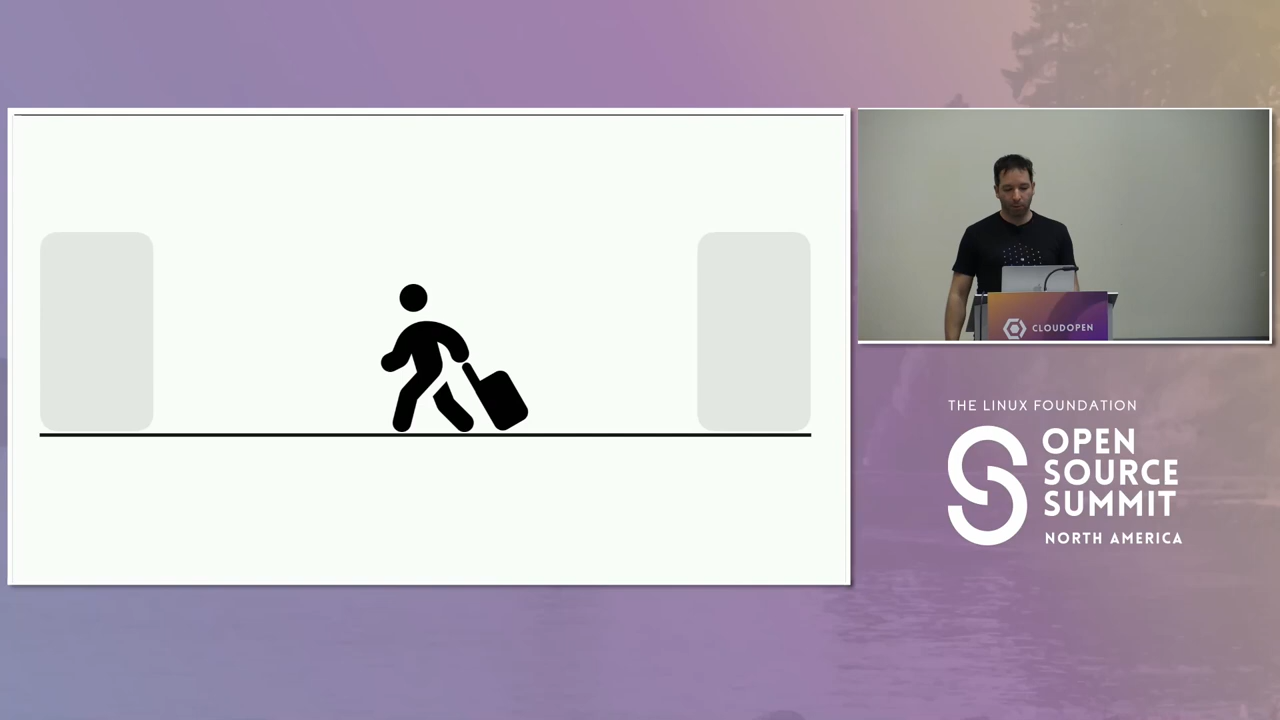 CLOUDOPEN
THE LINUX FOUNDATION
OPEN
SOURCE
SUMMIT
NORTH AMERICA